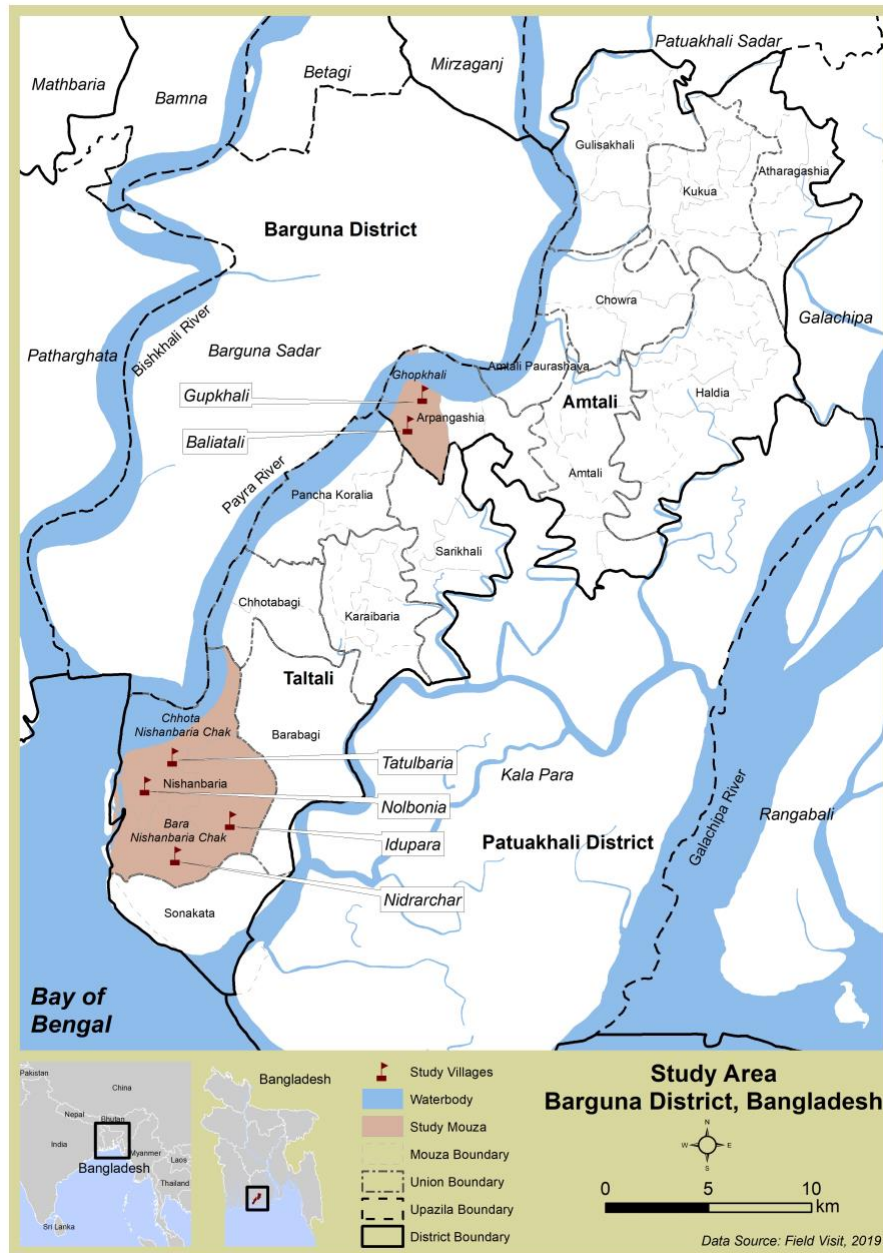 Patuakhali Sadar
Mirzaganj
Betagi
Mathbaria
Bamna
Gulisakhali
Atharagashia
Kukua
Barguna District
Chowra
Galachipa
Bishkhali River
Patharghata
Barguna Sadar
Ghopkhali
Amtali Paurashava
Gupkhali
Haldia
Arpangashia
Amtali
Baliatali
Payra River
Amtali
Pancha Koralia
Sarikhali
Chhotabagi
Karaibaria
Taltali
Chhota
Nishanbaria Chak
Barabagi
Tatulbaria
Kala Para
Nishanbaria
Nolbonia
Galachipa River
Rangabali
Bara
Nishanbaria Chak
Idupara
Patuakhali District
Nidrarchar
Sonakata
Bay of
Bengal
Pakistan
China
Nepal
Bhutan
India
Myanmer
Bangladesh
Laos
Thailand
Sri Lanka
Bangladesh
Study Villages
Waterbody
Study Mouza
Mouza Boundary
Union Boundary
Upazila Boundary
District Boundary
Study Area
Barguna District, Bangladesh
N
W E
S
0 5 10
km
Data Source: Field Visit, 2019